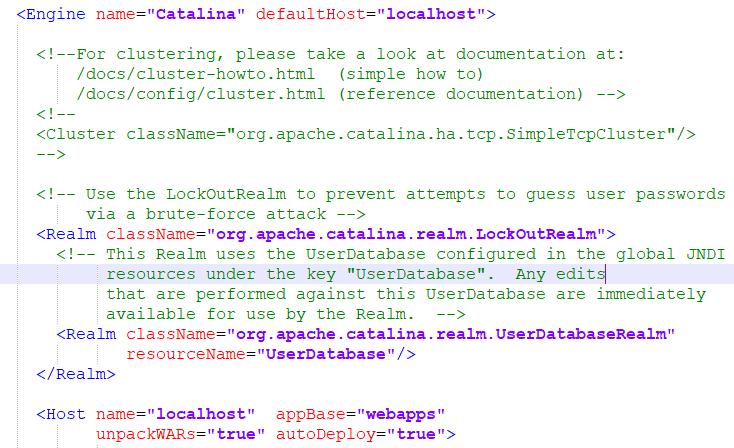 <Engine name="Catalina" defaultHost="localhost">
<!--For clustering, please take a look at documentation at:
/docs/cluster-howto.html  (simple how to)
/docs/config/cluster.html (reference documentation) -->
<!--
<Cluster className="org.apache.catalina.ha.tcp.SimpleTcpCluster"/>
-->
<!-- Use the LockOutRealm to prevent attempts to guess user passwords
via a brute-force attack -->
<Realm className="org.apache.catalina.realm.LockOutRealm">
<!-- This Realm uses the UserDatabase configured in the global JNDI
resources under the key "UserDatabase".  Any edits
that are performed against this UserDatabase are immediately
available for use by the Realm.  -->
<Realm className="org.apache.catalina.realm.UserDatabaseRealm"
resourceName="UserDatabase"/>
</Realm>
<Host name="localhost"  appBase="webapps"
unpackWARs="true" autoDeploy="true">